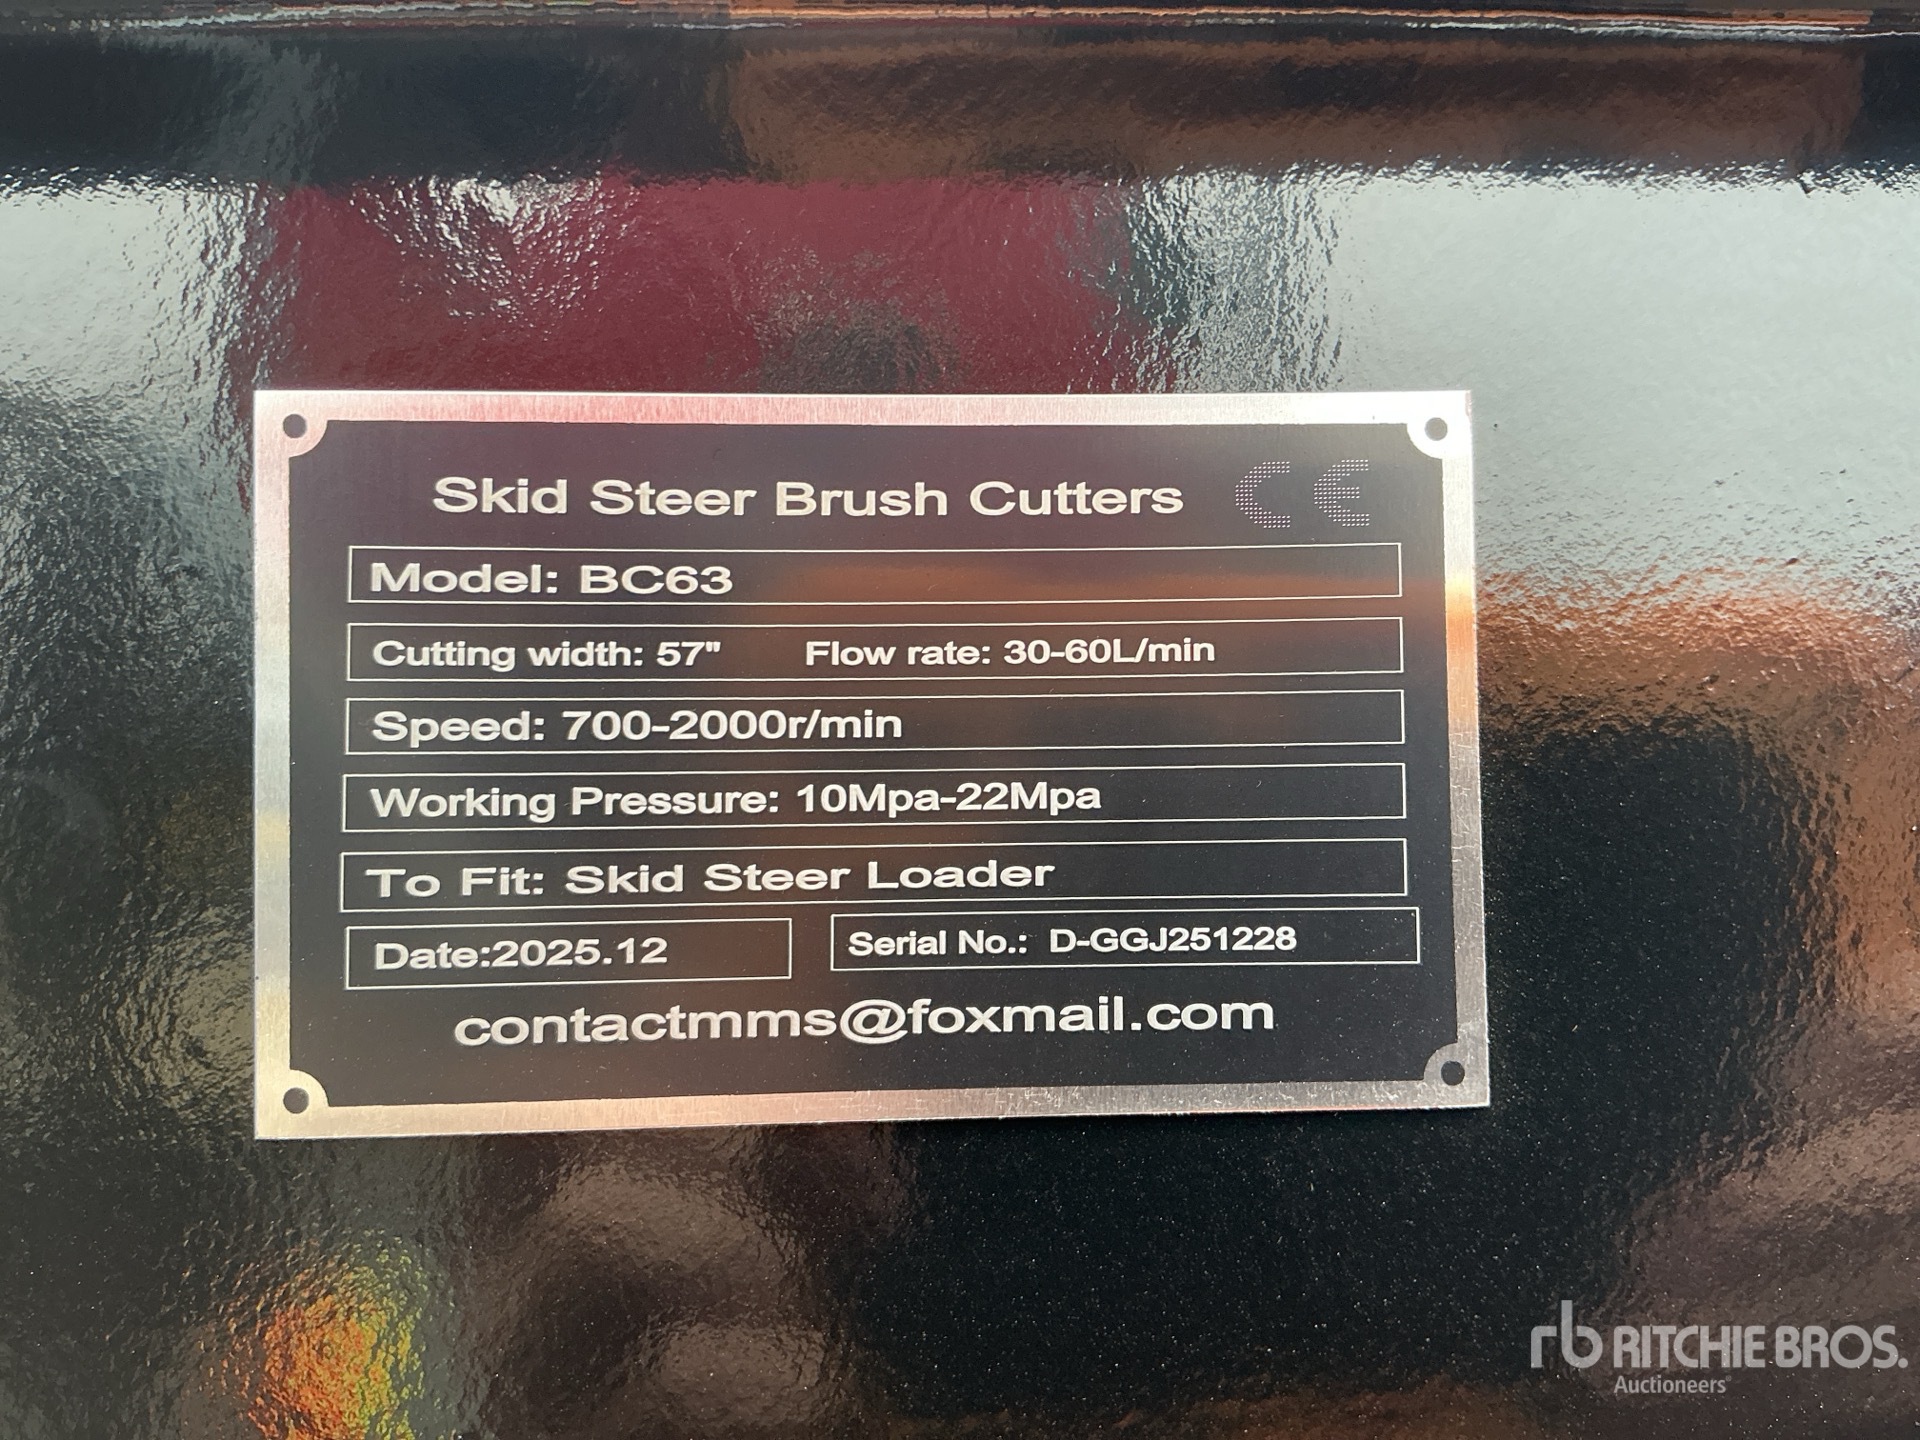 Skid Steer Brush Cutters CE
Model: BC63
Cutting width: 57" Flow rate: 30-60L/min
Speed: 700-2000r/min
Working Pressure: 10Mpa-22Mpa
To Fit: Skid Steer Loader
Date:2025.12 Serial No.: D-GGJ251228
contactmms@foxmail.com
rb RITCHIE BROS.
Auctioneers